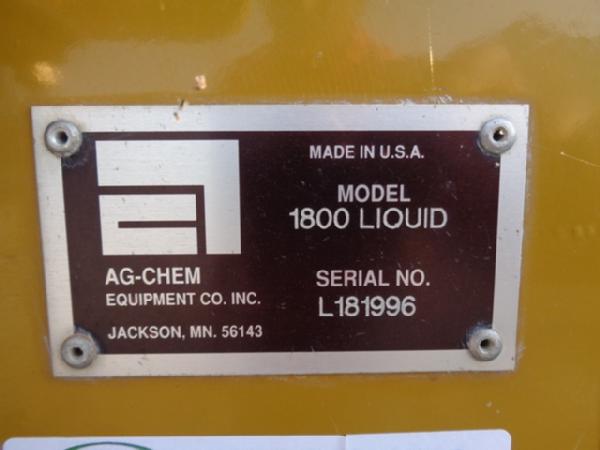 MADE IN U.S.A.
MODEL
1800 LIQUID
AG-CHEM
EQUIPMENT CO. INC.
JACKSON, MN. 56143
SERIAL NO.
L181996